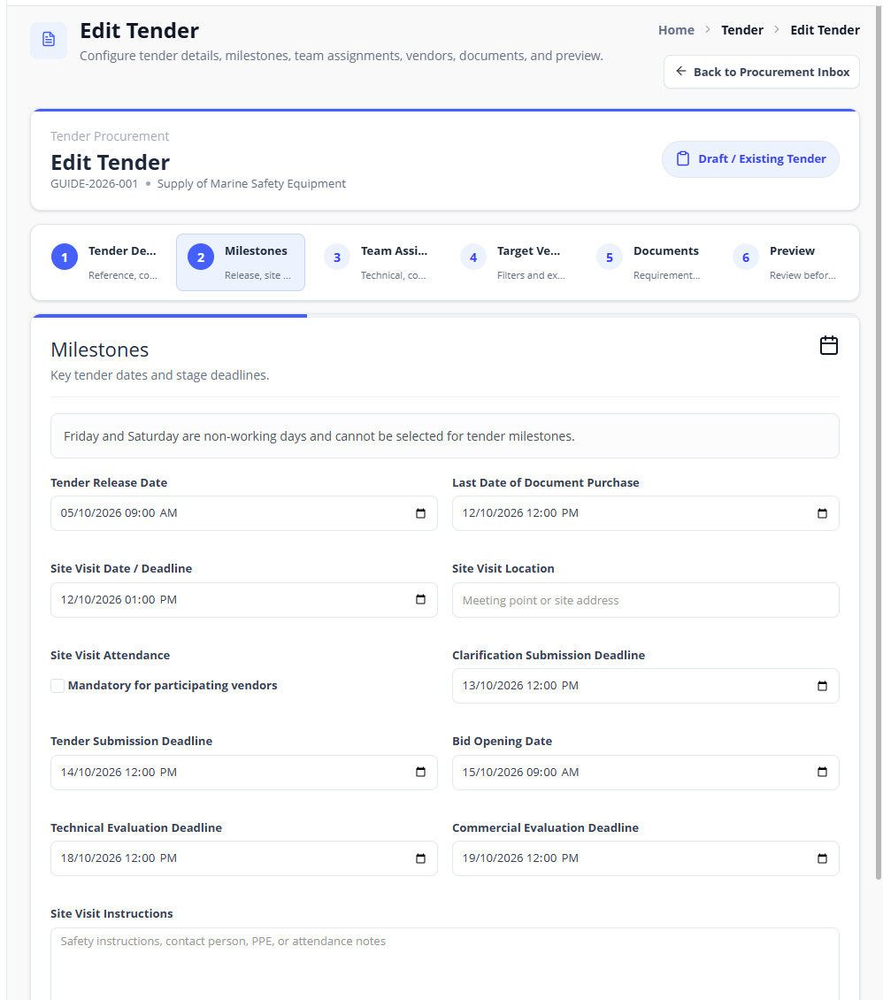 Edit Tender
Configure tender details, milestones, team assignments, vendors, documents, and preview.
Home > Tender > Edit Tender
← Back to Procurement Inbox
Tender Procurement
Edit Tender
GUIDE-2026-001 • Supply of Marine Safety Equipment
Draft / Existing Tender
1 Tender De...
Reference, co...
2 Milestones
Release, site ...
3 Team Assi...
Technical, co...
4 Target Ve...
Filters and ex...
5 Documents
Requirement...
6 Preview
Review befor...
Milestones
Key tender dates and stage deadlines.
Friday and Saturday are non-working days and cannot be selected for tender milestones.
Tender Release Date
05/10/2026 09:00 AM
Last Date of Document Purchase
12/10/2026 12:00 PM
Site Visit Date / Deadline
12/10/2026 01:00 PM
Site Visit Location
Meeting point or site address
Site Visit Attendance
Mandatory for participating vendors
Clarification Submission Deadline
13/10/2026 12:00 PM
Tender Submission Deadline
14/10/2026 12:00 PM
Bid Opening Date
15/10/2026 09:00 AM
Technical Evaluation Deadline
18/10/2026 12:00 PM
Commercial Evaluation Deadline
19/10/2026 12:00 PM
Site Visit Instructions
Safety instructions, contact person, PPE, or attendance notes